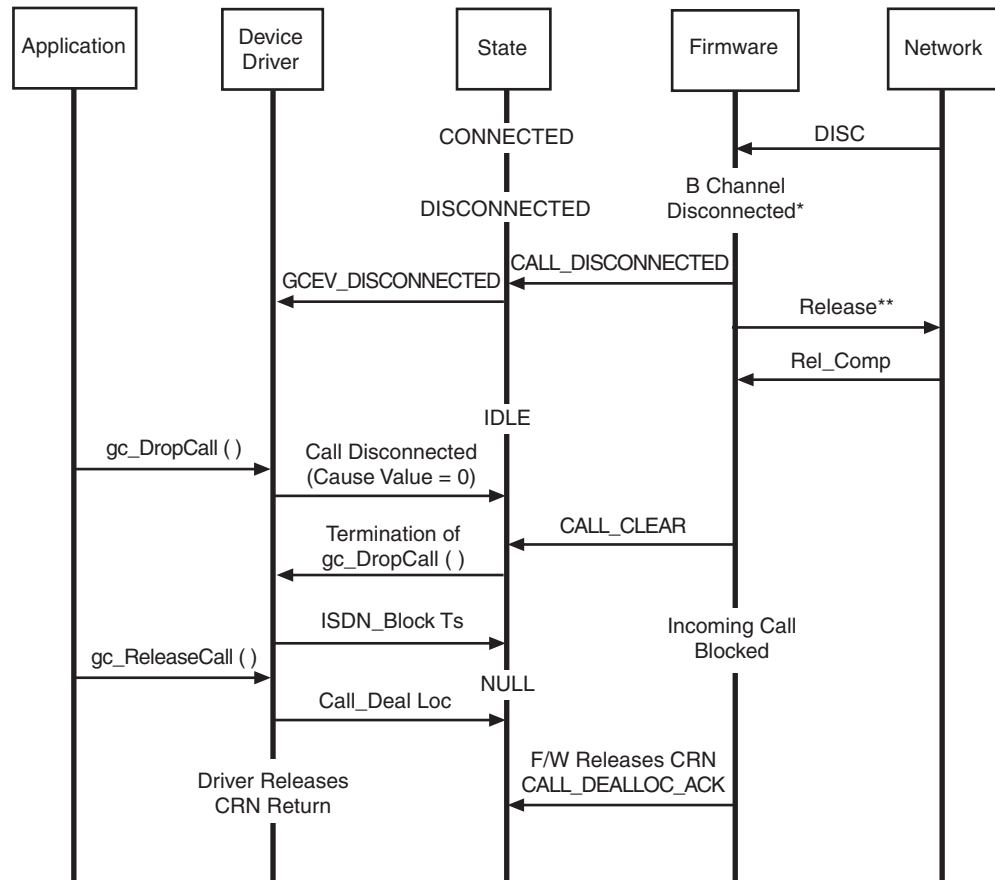 Application
Device
Driver
State
Firmware
Network
CONNECTED
DISC
B Channel
Disconnected*
DISCONNECTED
CALL_DISCONNECTED
GCEV_DISCONNECTED
Release**
Rel_Comp
IDLE
gc_DropCall ( )
Call Disconnected
(Cause Value = 0)
CALL_CLEAR
Termination of
gc_DropCall ( )
ISDN_Block Ts
Incoming Call
Blocked
gc_ReleaseCall ( )
NULL
Call_Deal Loc
F/W Releases CRN
CALL_DEALLOC_ACK
Driver Releases
CRN Return